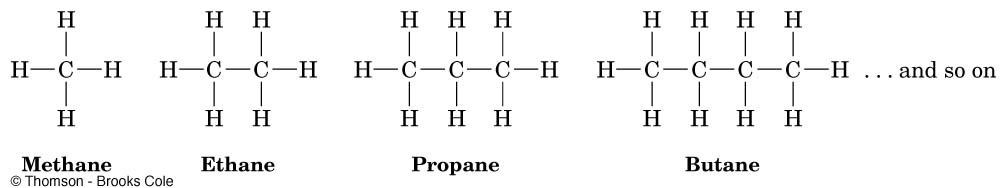 H H H H H H H H H H
H C H H C C H H C C C H H C C C C H ...and so on
H H H H H H H H H H
Methane Ethane Propane Butane
© Thomson - Brooks Cole